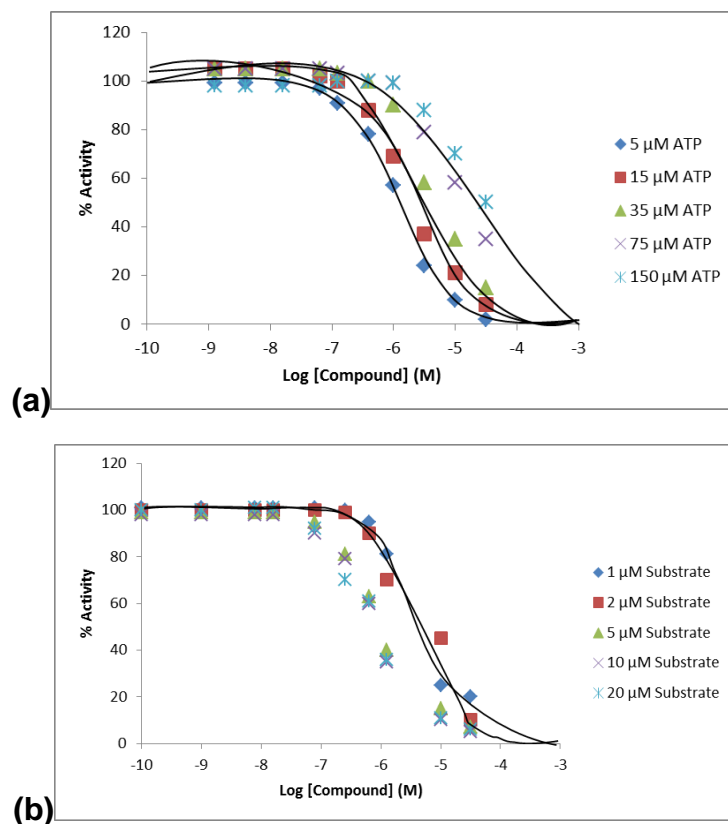 120
100
80
60
40
20
0
% Activity
-10 -9 -8 -7 -6 -5 -4 -3
Log [Compound] (M)
5 µM ATP
15 µM ATP
35 µM ATP
75 µM ATP
150 µM ATP
(a)
120
100
80
60
40
20
0
% Activity
-10 -9 -8 -7 -6 -5 -4 -3
Log [Compound] (M)
1 µM Substrate
2 µM Substrate
5 µM Substrate
10 µM Substrate
20 µM Substrate
(b)